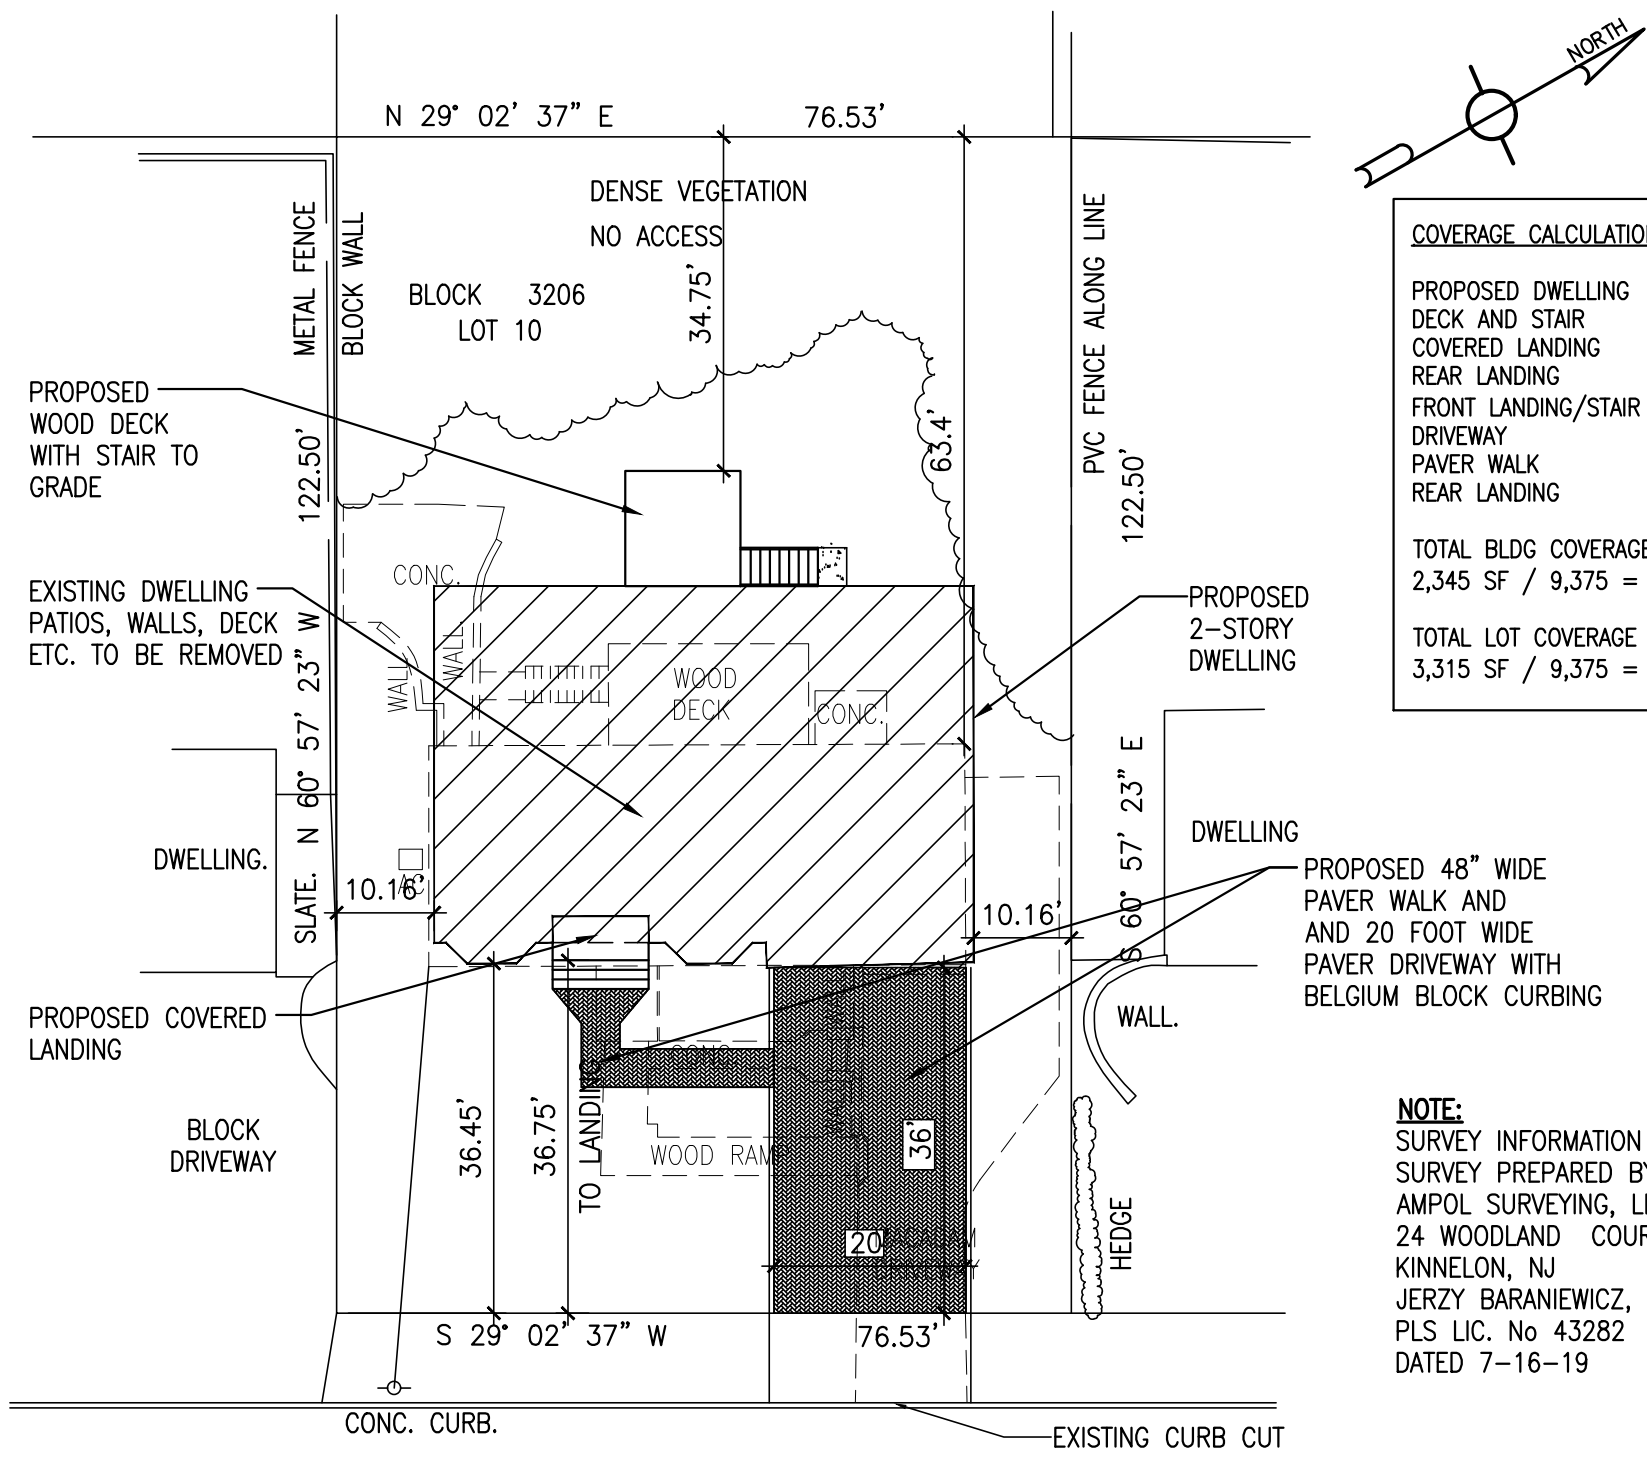 NORTH
N 29° 02' 37" E
76.53'
DENSE VEGETATION
NO ACCESS
34.75'
METAL FENCE
BLOCK WALL
BLOCK 3206
LOT 10
PVC FENCE ALONG LINE
122.50'
122.50'
63.4'
COVERAGE CALCULATION
PROPOSED DWELLING
DECK AND STAIR
COVERED LANDING
REAR LANDING
FRONT LANDING/STAIR
DRIVEWAY
PAVER WALK
REAR LANDING
TOTAL BLDG COVERAGE
2,345 SF / 9,375 =
TOTAL LOT COVERAGE
3,315 SF / 9,375 =
PROPOSED
WOOD DECK
WITH STAIR TO
GRADE
CONC.
EXISTING DWELLING
PATIOS, WALLS, DECK
ETC. TO BE REMOVED
WALL
WALL
WOOD
DECK
CONC.
PROPOSED
2-STORY
DWELLING
SLATE.
N 60° 57' 23" W
S 60° 57' 23" E
DWELLING.
AC
10.16'
10.16'
DWELLING
PROPOSED 48" WIDE
PAVER WALK AND
AND 20 FOOT WIDE
PAVER DRIVEWAY WITH
BELGIUM BLOCK CURBING
PROPOSED COVERED
LANDING
WALL.
CONC.
BLOCK
DRIVEWAY
36.45'
36.75'
TO LANDING
WOOD RAMP
36'
20'
HEDGE
S 29° 02' 37" W
76.53'
CONC. CURB.
EXISTING CURB CUT
NOTE:
SURVEY INFORMATION
SURVEY PREPARED BY
AMPOL SURVEYING, LL
24 WOODLAND COUR
KINNELON, NJ
JERZY BARANIEWICZ,
PLS LIC. No 43282
DATED 7-16-19